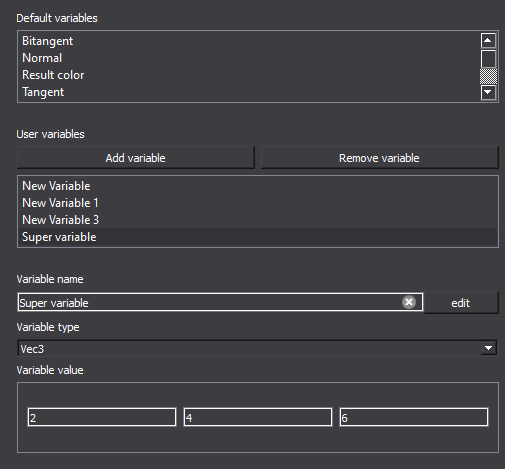 Default variables
Bitangent
Normal
Result color
Tangent
User variables
Add variable Remove variable
New Variable
New Variable 1
New Variable 3
Super variable
Variable name
Super variable edit
Variable type
Vec3
Variable value
2 4 6